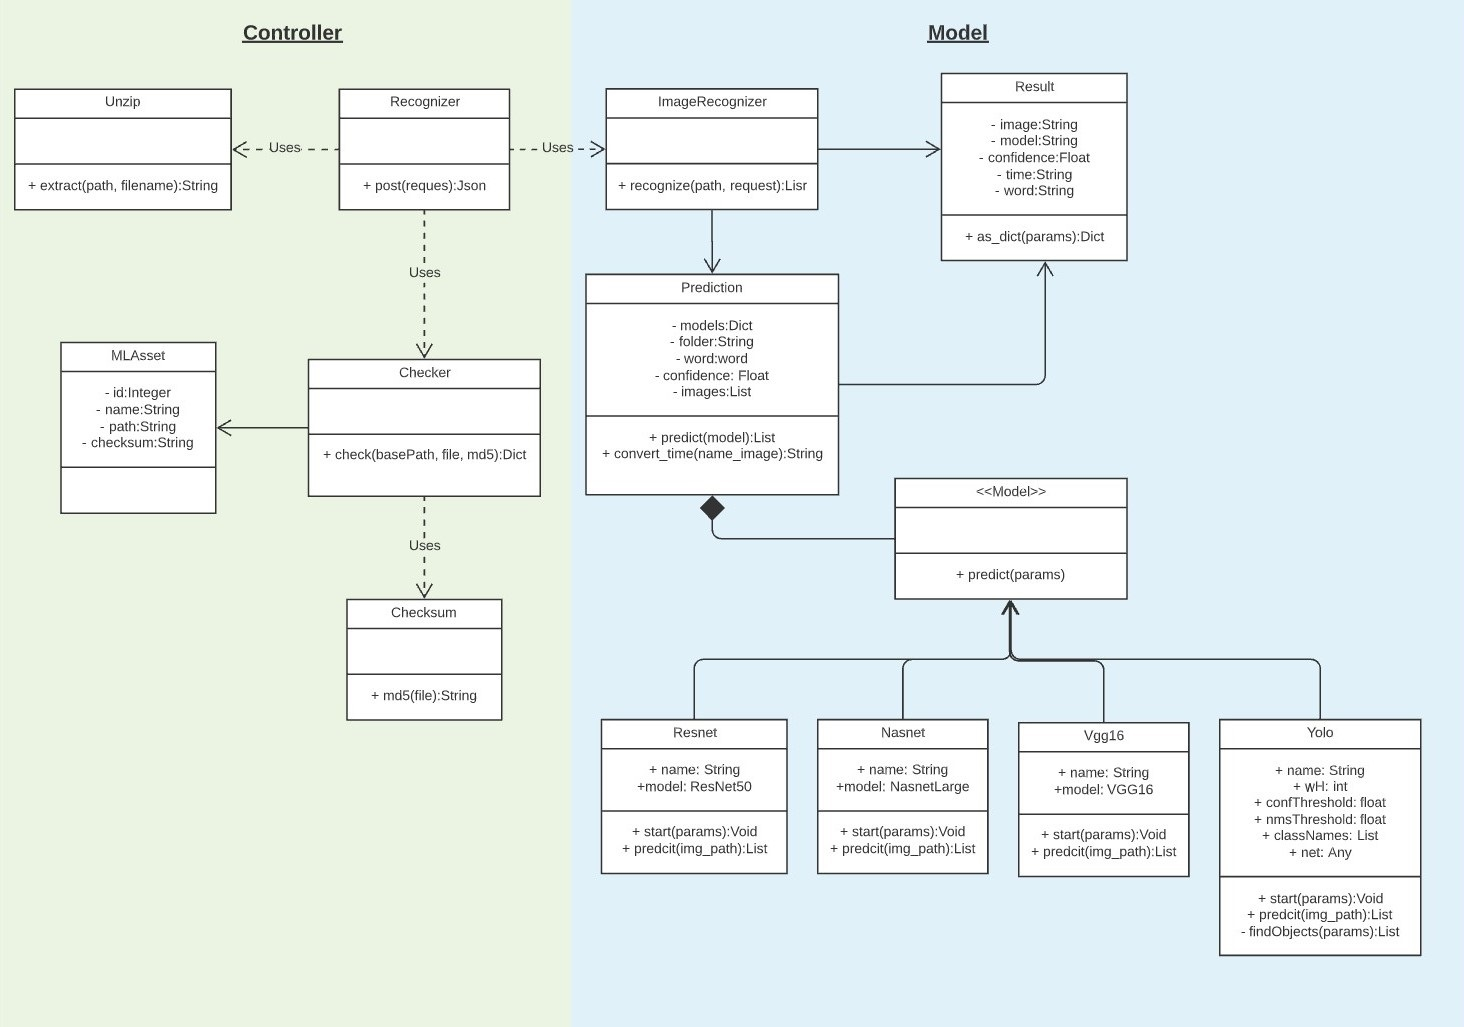 Controller
Model
Unzip
+ extract(path, filename):String
Uses
Recognizer
+ post(reques):Json
Uses
ImageRecognizer
+ recognize(path, request):Lisr
Result
- image:String
- model:String
- confidence:Float
- time:String
- word:String
+ as_dict(params):Dict
Uses
Prediction
- models:Dict
- folder:String
- word:word
- confidence: Float
- images:List
+ predict(model):List
+ convert_time(name_image):String
MLAsset
- id:Integer
- name:String
- path:String
- checksum:String
Checker
+ check(basePath, file, md5):Dict
<<Model>>
+ predict(params)
Uses
Checksum
+ md5(file):String
Resnet
+ name: String
+model: ResNet50
+ start(params):Void
+ predcit(img_path):List
Nasnet
+ name: String
+model: NasnetLarge
+ start(params):Void
+ predcit(img_path):List
Vgg16
+ name: String
+model: VGG16
+ start(params):Void
+ predcit(img_path):List
Yolo
+ name: String
+ wH: int
+ confThreshold: float
+ nmsThreshold: float
+ classNames: List
+ net: Any
+ start(params):Void
+ predcit(img_path):List
- findObjects(params):List